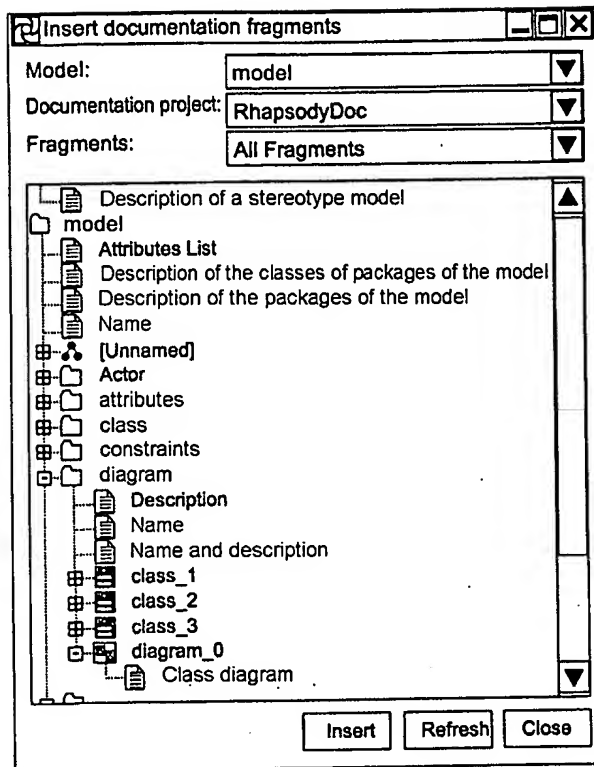 Insert documentation fragments
Model: model
Documentation project: RhapsodyDoc
Fragments: All Fragments
Description of a stereotype model
model
Attributes List
Description of the classes of packages of the model
Description of the packages of the model
Name
[Unnamed]
Actor
attributes
class
constraints
diagram
Description
Name
Name and description
class_1
class_2
class_3
diagram_0
Class diagram
Insert Refresh Close